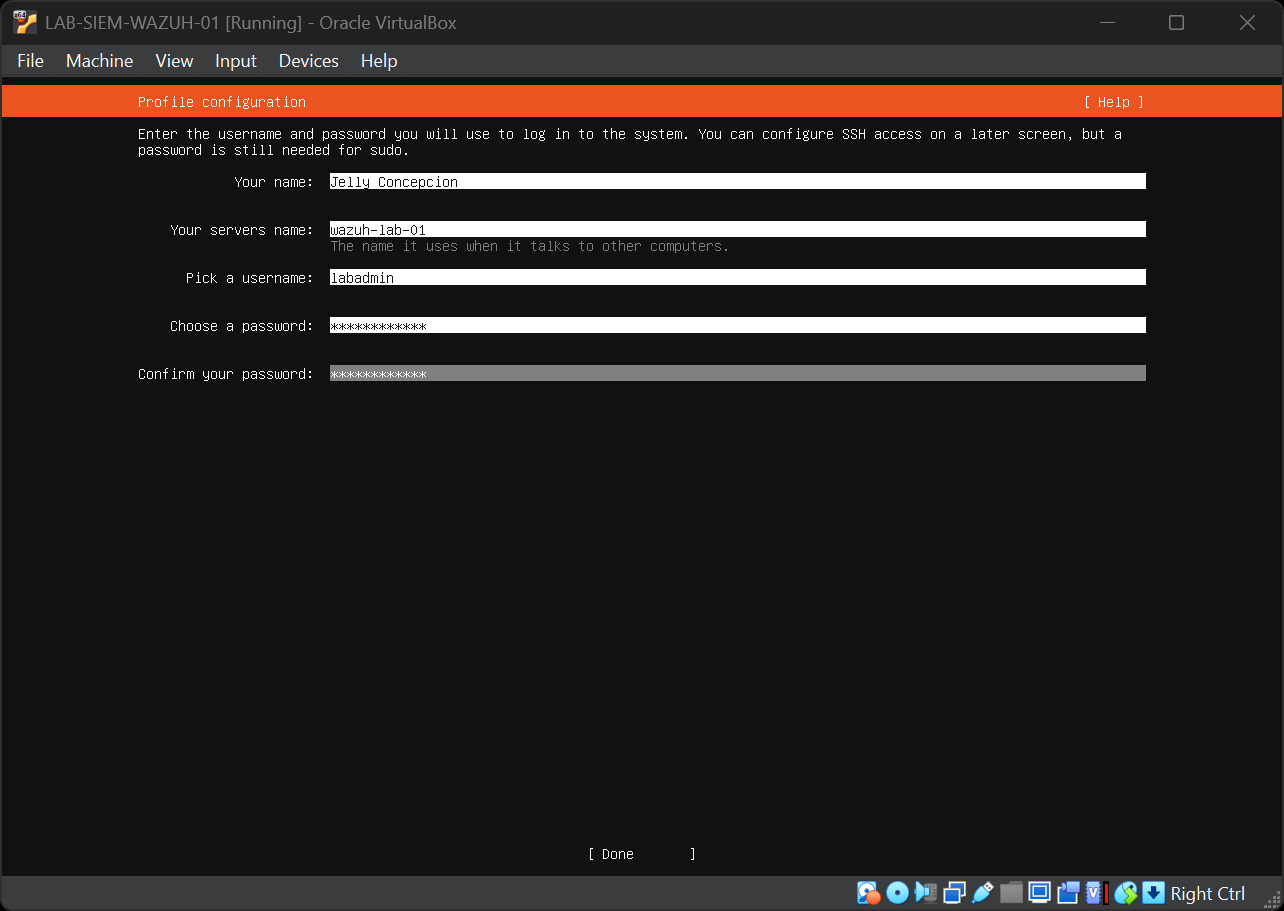 LAB-SIEM-WAZUH-01 [Running] - Oracle VirtualBox
File Machine View Input Devices Help
Profile configuration [ Help ]
Enter the username and password you will use to log in to the system. You can configure SSH access on a later screen, but a
password is still needed for sudo.
Your name: Jelly Concepcion
Your servers name: wazuh-lab-01
The name it uses when it talks to other computers.
Pick a username: labadmin
Choose a password: ************
Confirm your password: ************
[ Done ]
Right Ctrl